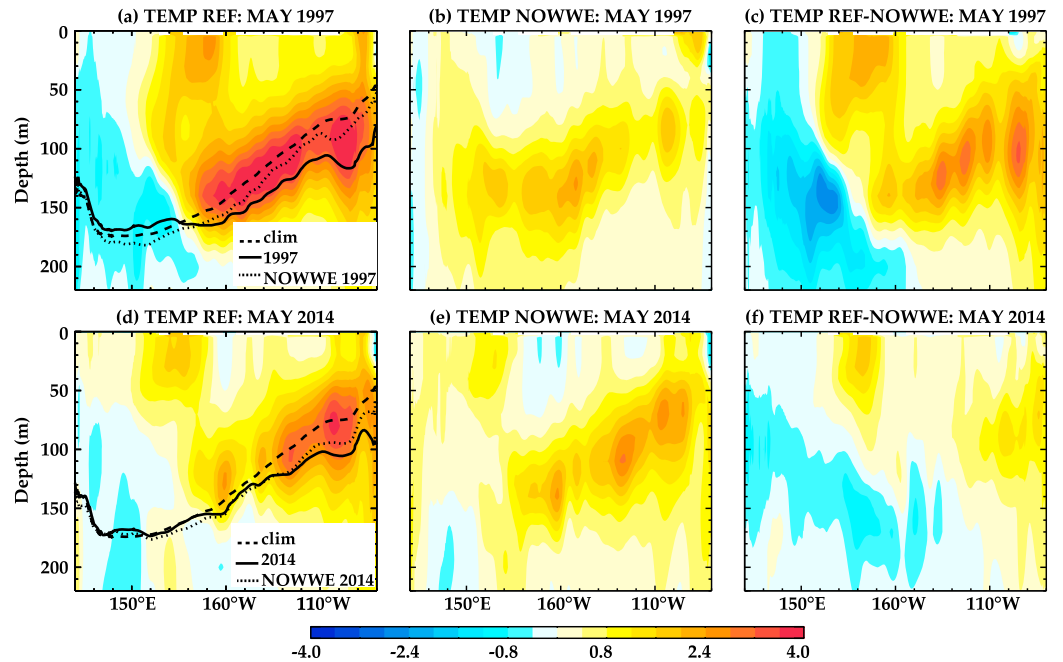 (a) TEMP REF: MAY 1997
(b) TEMP NOWWE: MAY 1997
(c) TEMP REF-NOWWE: MAY 1997
0
50
100
150
200
Depth (m)
clim
1997
NOWWE 1997
(d) TEMP REF: MAY 2014
(e) TEMP NOWWE: MAY 2014
(f) TEMP REF-NOWWE: MAY 2014
0
50
100
150
200
Depth (m)
clim
2014
NOWWE 2014
150°E 160°W 110°W
150°E 160°W 110°W
150°E 160°W 110°W
-4.0 -2.4 -0.8 0.8 2.4 4.0